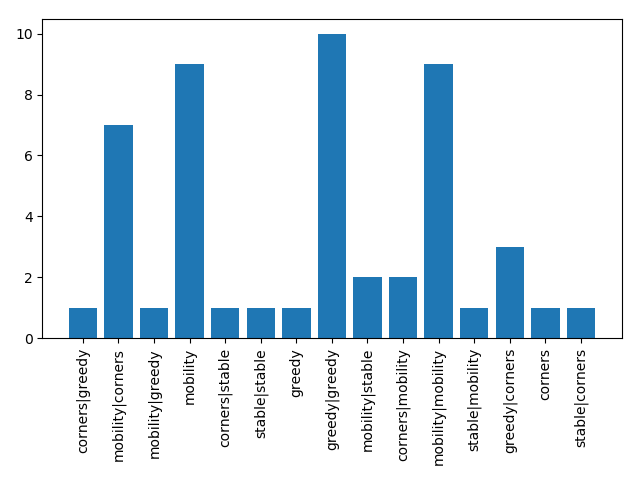 10
8
6
4
2
0
corners|greedy
mobility|corners
mobility|greedy
mobility
corners|stable
stable|stable
greedy
greedy|greedy
mobility|stable
corners|mobility
mobility|mobility
stable|mobility
greedy|corners
corners
stable|corners